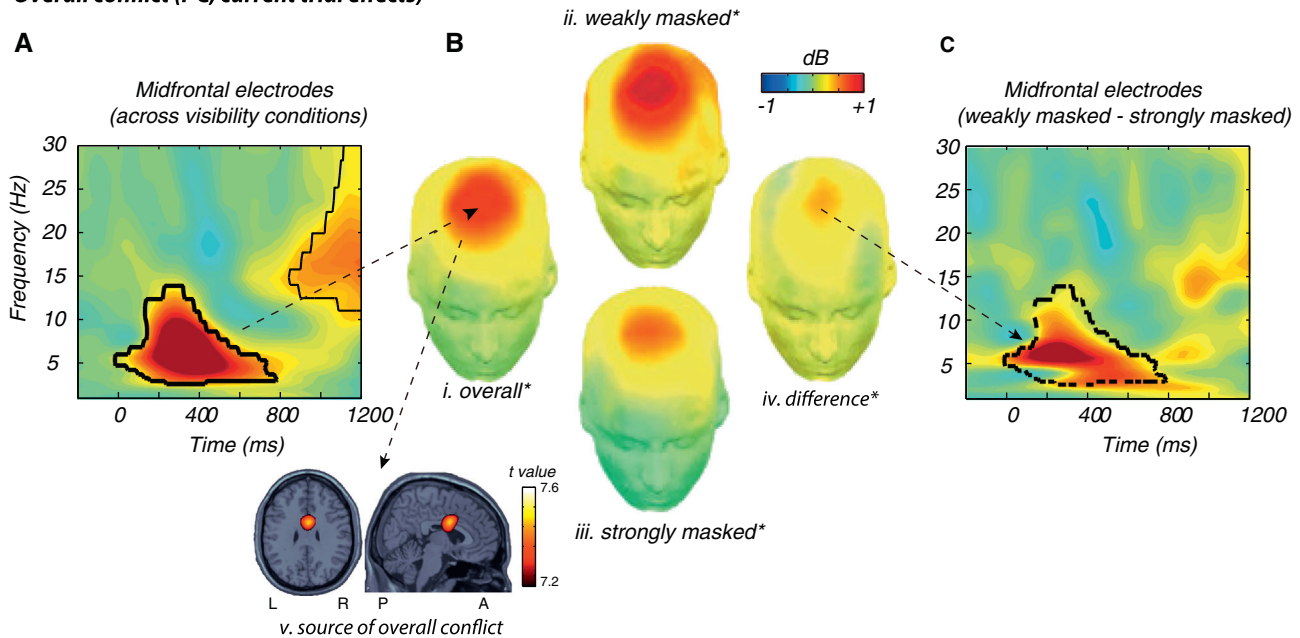 Overall conflict (PC, current trial effects)
A
Midfrontal electrodes
(across visibility conditions)
30
25
20
15
10
5
Frequency (Hz)
0 400 800 1200
Time (ms)
B
ii. weakly masked*
dB
-1 +1
i. overall*
iv. difference*
iii. strongly masked*
t value
7.6
7.2
L R P A
v. source of overall conflict
C
Midfrontal electrodes
(weakly masked - strongly masked)
30
25
20
15
10
5
0 400 800 1200
Time (ms)